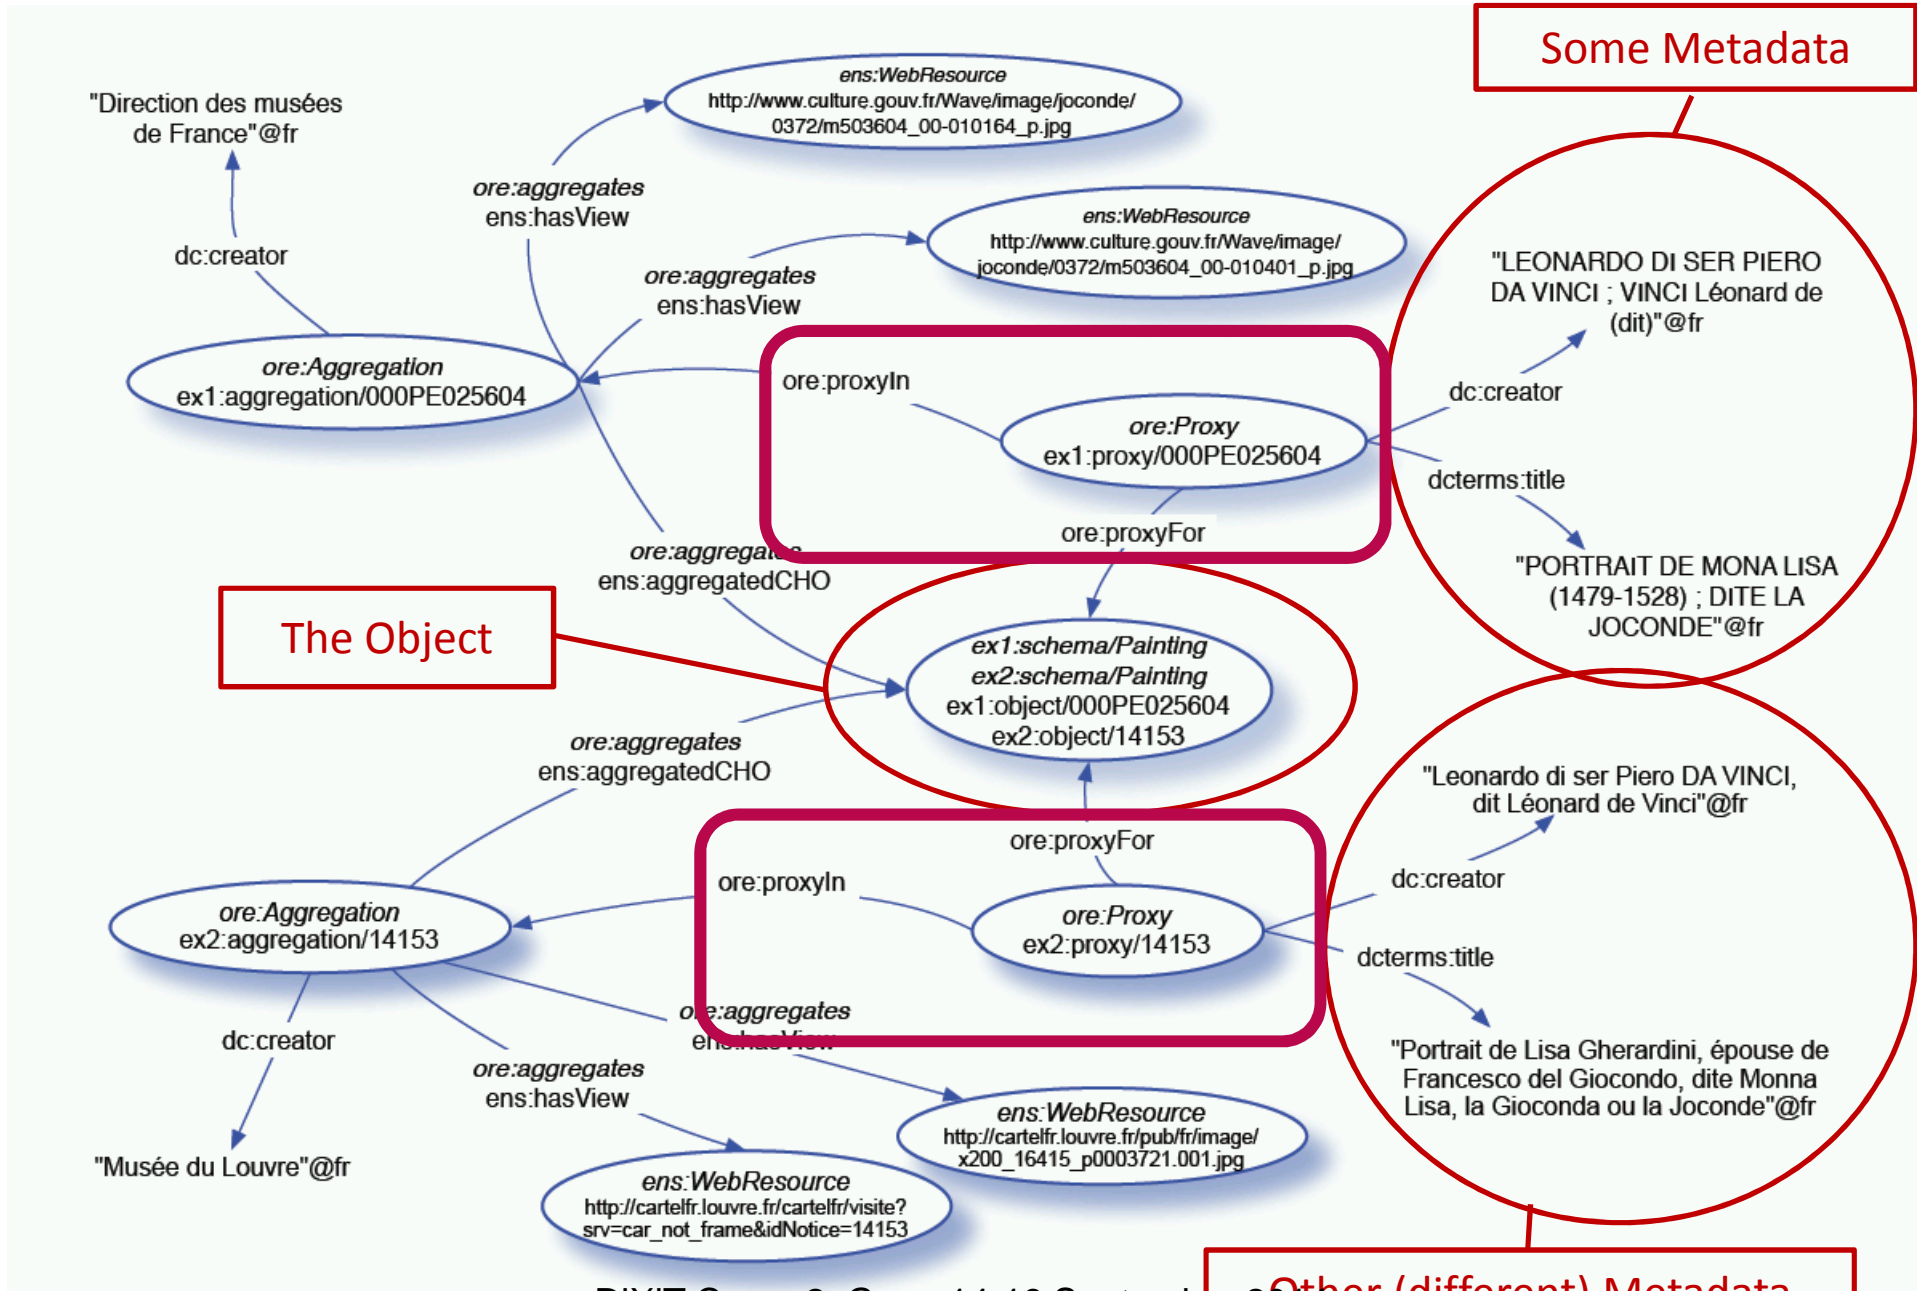 Some Metadata
ens:WebResource
http://www.culture.gouv.fr/Wave/image/joconde/
0372/m503604_00-010164_p.jpg
"Direction des musées
de France"@fr
ore:aggregates
ens:hasView
ens:WebResource
http://www.culture.gouv.fr/Wave/image/
joconde/0372/m503604_00-010401_p.jpg
dc:creator
ore:aggregates
ens:hasView
"LEONARDO DI SER PIERO
DA VINCI ; VINCI Léonard de
(dit)"@fr
ore:Aggregation
ex1:aggregation/000PE025604
ore:proxyIn
dc:creator
ore:Proxy
ex1:proxy/000PE025604
dcterms:title
ore:proxyFor
ore:aggregates
ens:aggregatedCHO
"PORTRAIT DE MONA LISA
(1479-1528) ; DITE LA
JOCONDE"@fr
The Object
ex1:schema/Painting
ex2:schema/Painting
ex1:object/000PE025604
ex2:object/14153
ore:aggregates
ens:aggregatedCHO
"Leonardo di ser Piero DA VINCI,
dit Léonard de Vinci"@fr
ore:proxyFor
ore:proxyIn
dc:creator
ore:Aggregation
ex2:aggregation/14153
ore:Proxy
ex2:proxy/14153
dcterms:title
ore:aggregates
ens:hasView
dc:creator
ore:aggregates
ens:hasView
"Portrait de Lisa Gherardini, épouse de
Francesco del Giocondo, dite Monna
Lisa, la Gioconda ou la Joconde"@fr
ens:WebResource
http://cartelfr.louvre.fr/pub/fr/image/
x200_16415_p0003721.001.jpg
"Musée du Louvre"@fr
ens:WebResource
http://cartelfr.louvre.fr/cartelfr/visite?
srv=car_not_frame&idNotice=14153
Other (different) Metadata